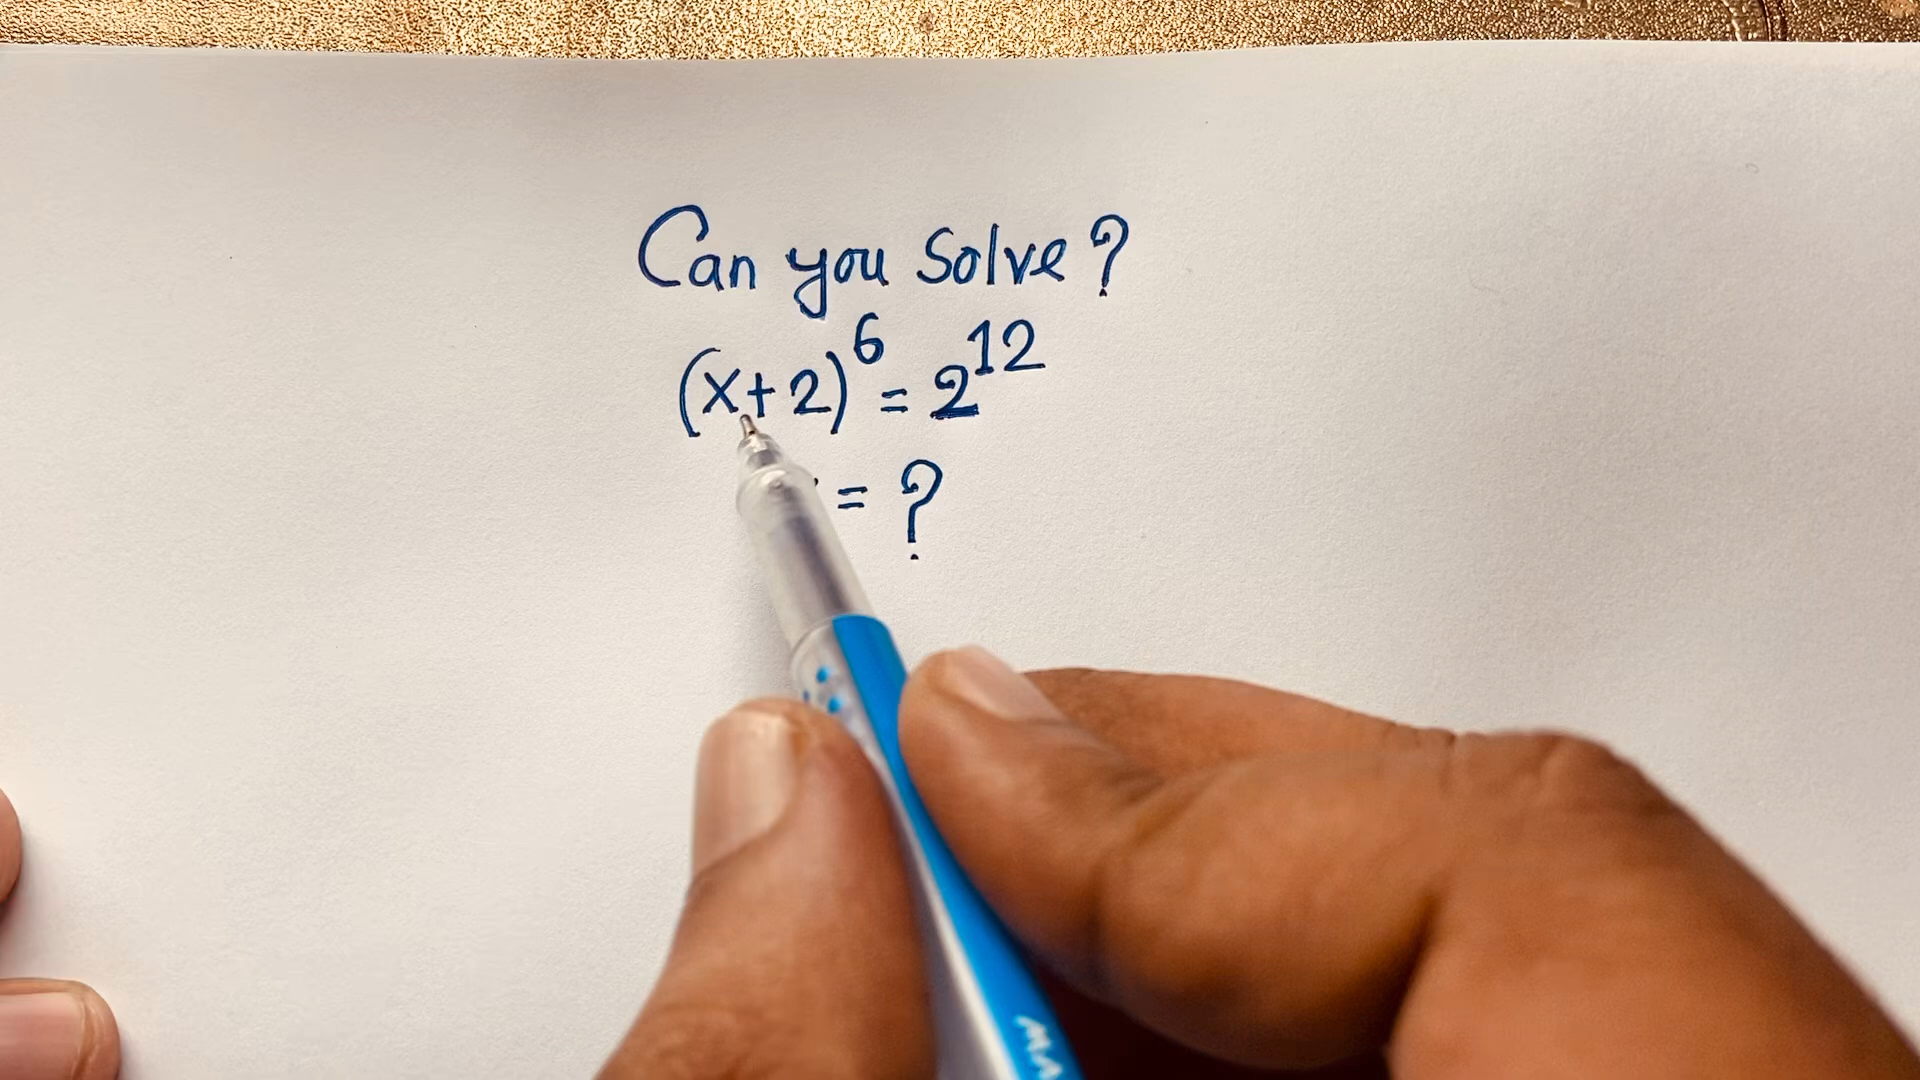 Can you Solve?
(x+2)⁶ = 2¹²
= ?